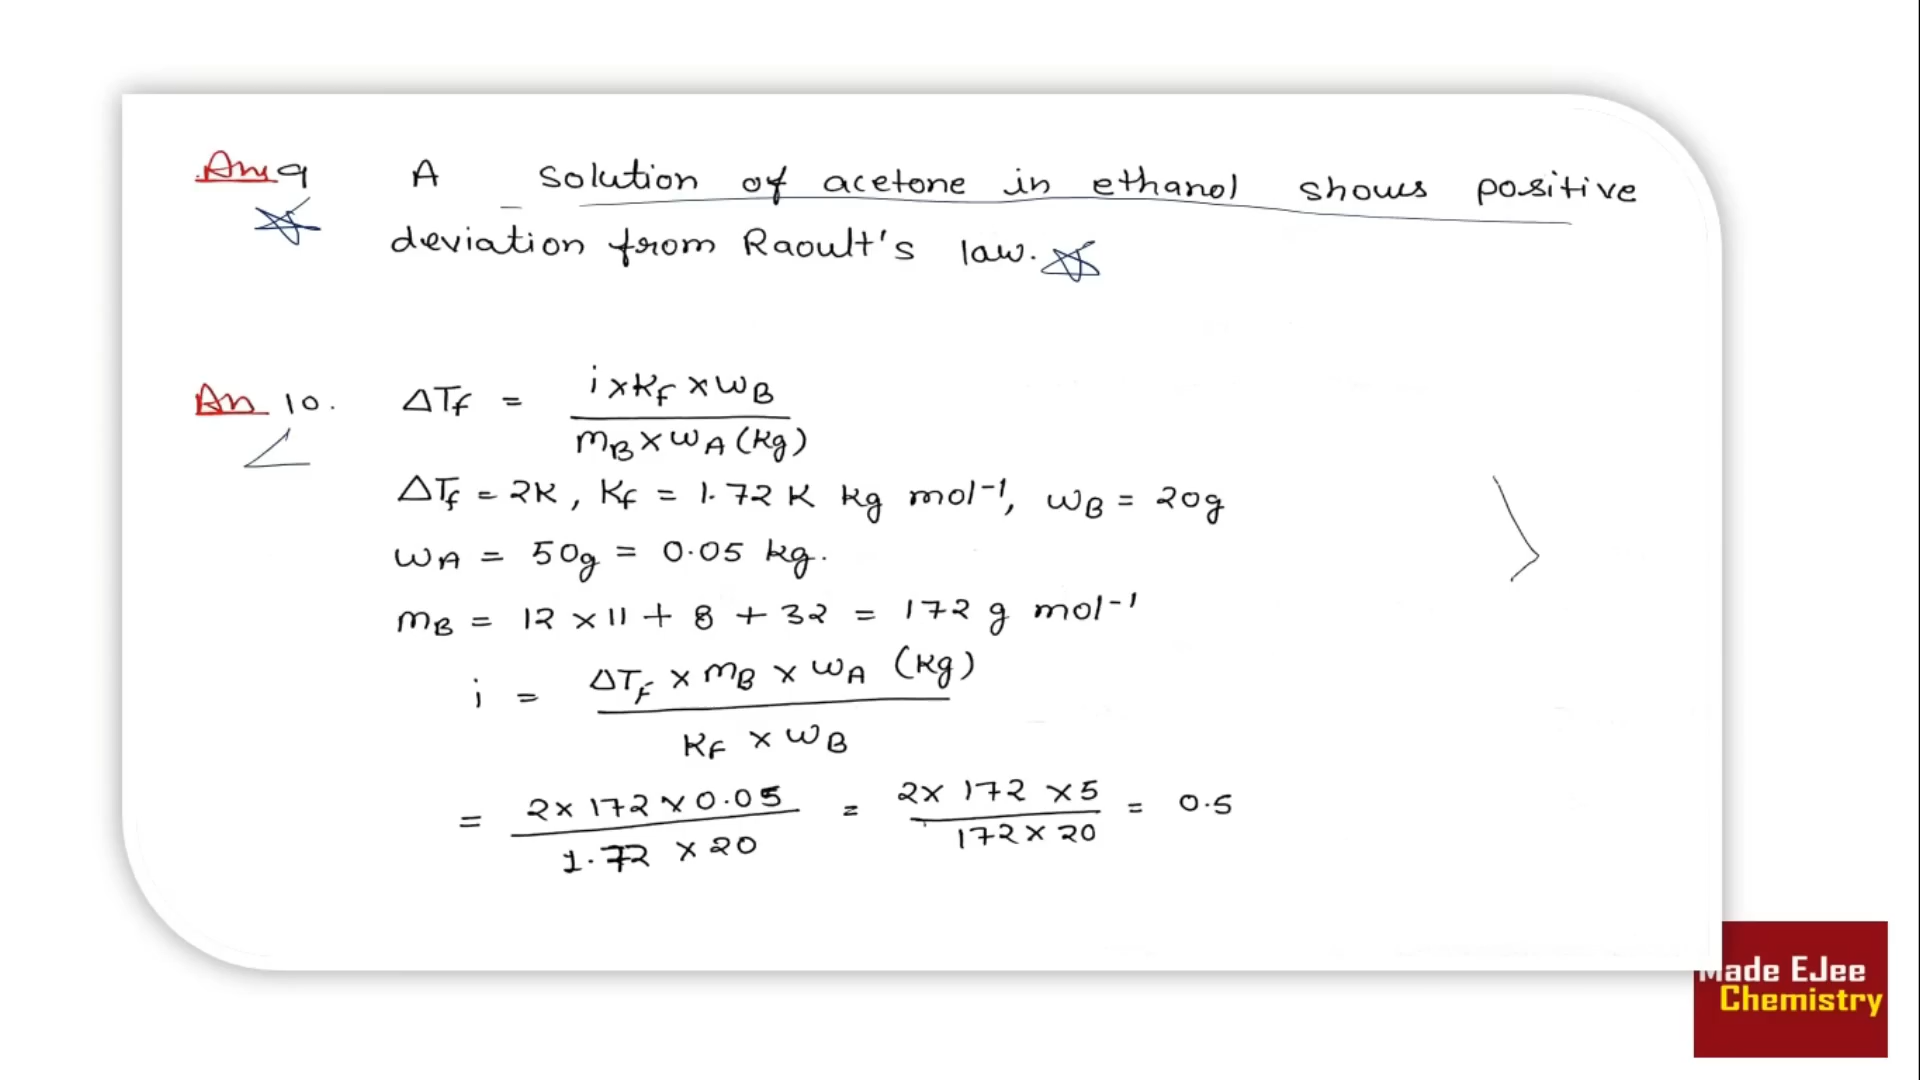 Ans 9 A solution of acetone in ethanol shows positive
deviation from Raoult's law.
An 10. ΔTf = i x Kf x WB
mB x WA (kg)
ΔTf = 2K, Kf = 1.72 K kg mol⁻¹, WB = 20g
WA = 50g = 0.05 kg.
mB = 12 x 11 + 8 + 32 = 172 g mol⁻¹
i = ΔTf x mB x WA (kg)
Kf x WB
= 2 x 172 x 0.05 = 2 x 172 x 5 = 0.5
1.72 x 20 172 x 20
Made EJee
Chemistry